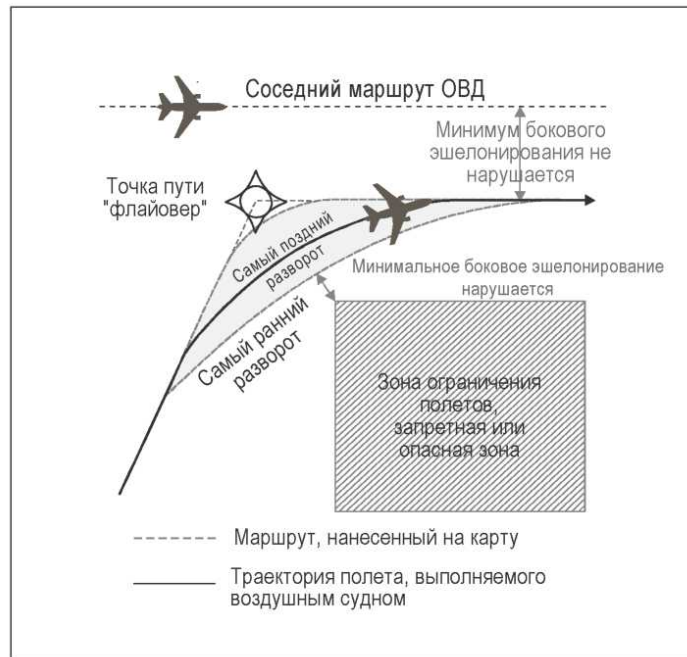 Соседний маршрут ОВД
Минимум бокового
эшелонирования не
нарушается
Точка пути
"флайовер"
Самый поздний
разворот
Минимальное боковое эшелонирование
нарушается
Самый ранний
разворот
Зона ограничения
полетов,
запретная или
опасная зона
Маршрут, нанесенный на карту
Траектория полета, выполняемого
воздушным судном